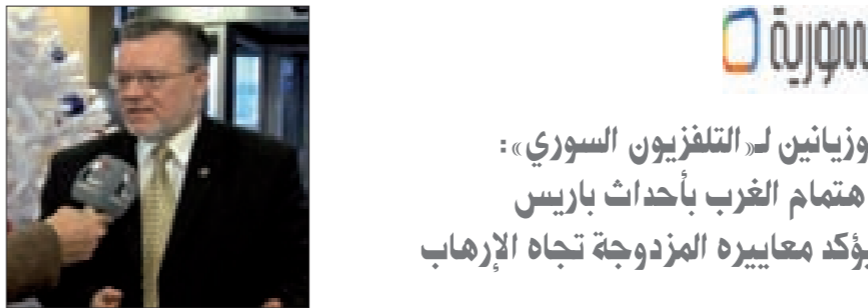 سورية
وزيانين لـ«التلفزيون السوري»:
هتمام الغرب بأحداث باريس
يؤكد معاييره المزدوجة تجاه الإرهاب